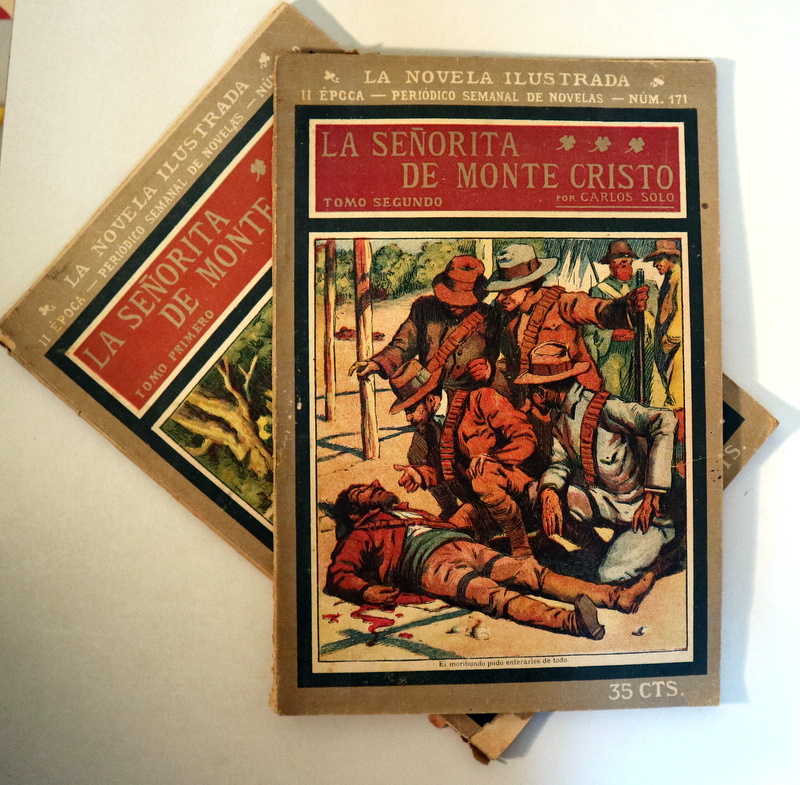 LA NOVELA ILUSTRADA
II ÉPOCA — PERIÓDICO SEMANAL DE NOVELAS — NÚM. 171
LA SEÑORITA
DE MONTE CRISTO
TOMO SEGUNDO
POR CARLOS SOLO
El moribundo pudo enterarles de todo.
35 CTS.
LA NOVELA ILUSTRADA
II ÉPOCA — PERIÓDICO SEMANAL DE NOVELAS — NÚ
LA SEÑORITA
DE MONTE
TOMO PRIMERO
TS.